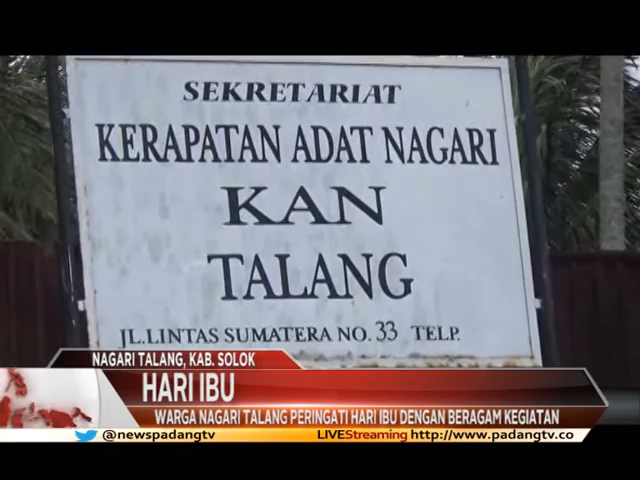 SEKRETARIAT
KERAPATAN ADAT NAGARI
KAN
TALANG
JL.LINTAS SUMATERA NO. 33 TELP.
NAGARI TALANG, KAB. SOLOK
HARI IBU
WARGA NAGARI TALANG PERINGATI HARI IBU DENGAN BERAGAM KEGIATAN
@newspadangtv LIVEStreaming http://www.padangtv.co